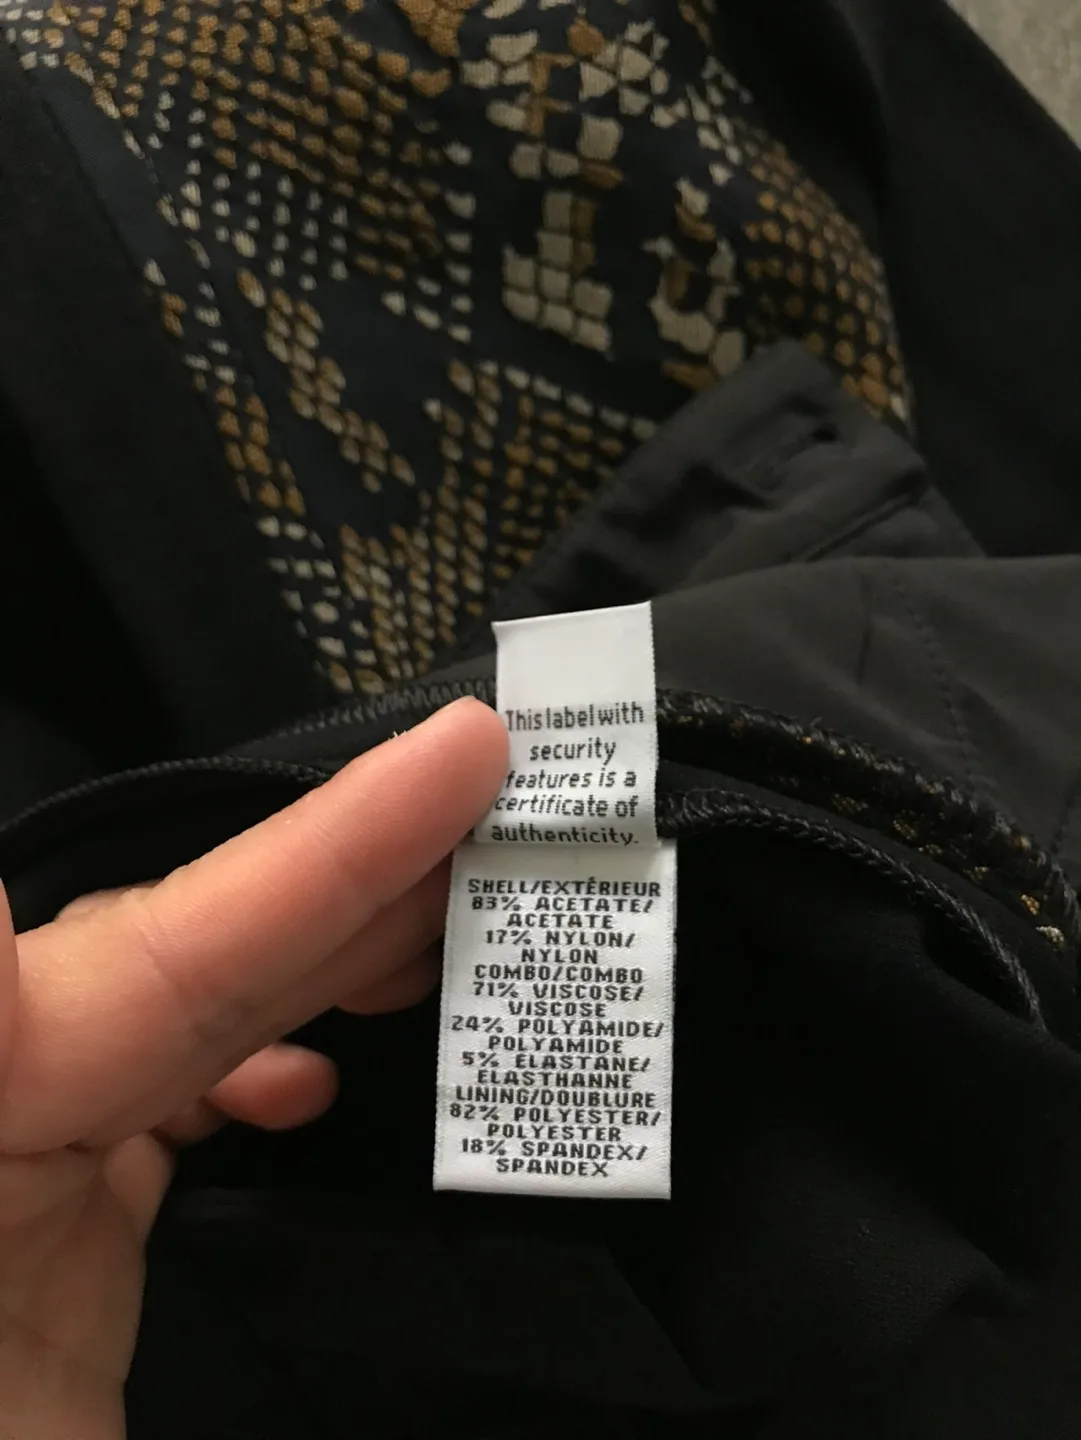 This label with
security
features is a
certificate of
authenticity.
SHELL/EXTÉRIEUR
83% ACETATE/
ACETATE
17% NYLON/
NYLON
COMBO/COMBO
71% VISCOSE/
VISCOSE
24% POLYAMIDE/
POLYAMIDE
5% ELASTANE/
ELASTHANNE
LINING/DOUBLURE
82% POLYESTER/
POLYESTER
18% SPANDEX/
SPANDEX